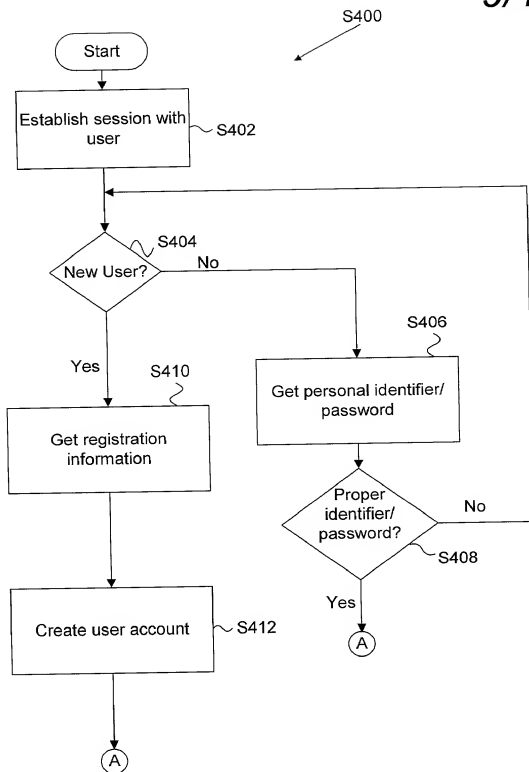 S400
Start
Establish session with
user
S402
S404
New User?
No
Yes
S406
S410
Get personal identifier/
password
Get registration
information
Proper
identifier/
password?
No
S408
Yes
Create user account
S412
A
A